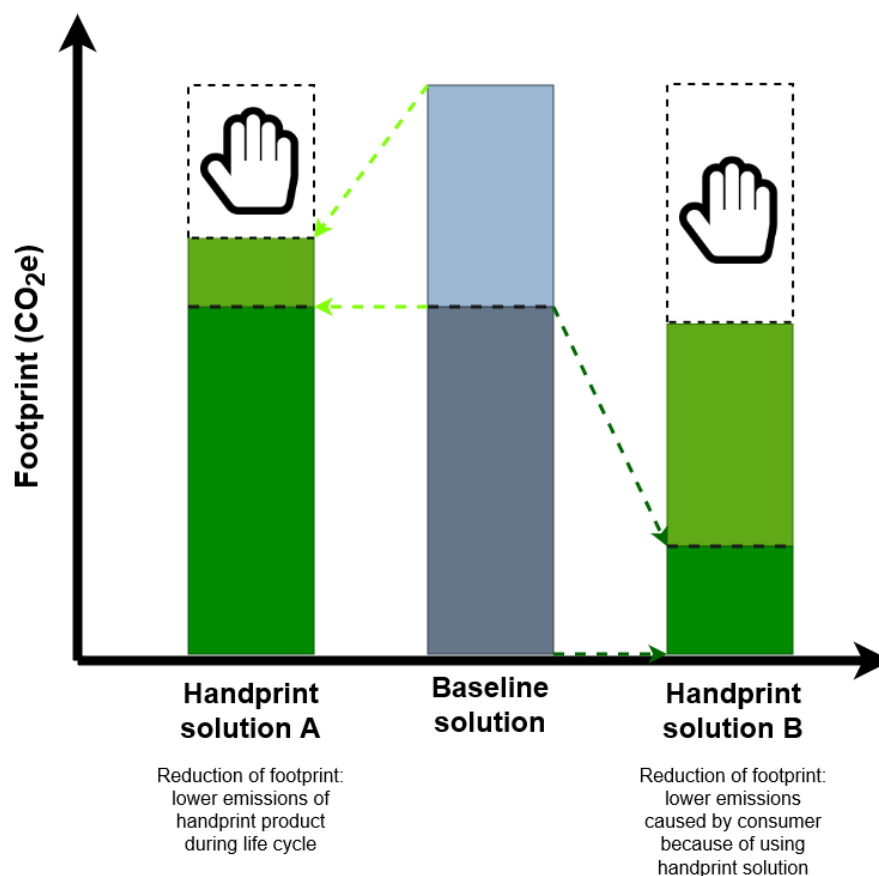 Footprint (CO₂e)
Handprint
solution A
Baseline
solution
Handprint
solution B
Reduction of footprint:
lower emissions of
handprint product
during life cycle
Reduction of footprint:
lower emissions
caused by consumer
because of using
handprint solution